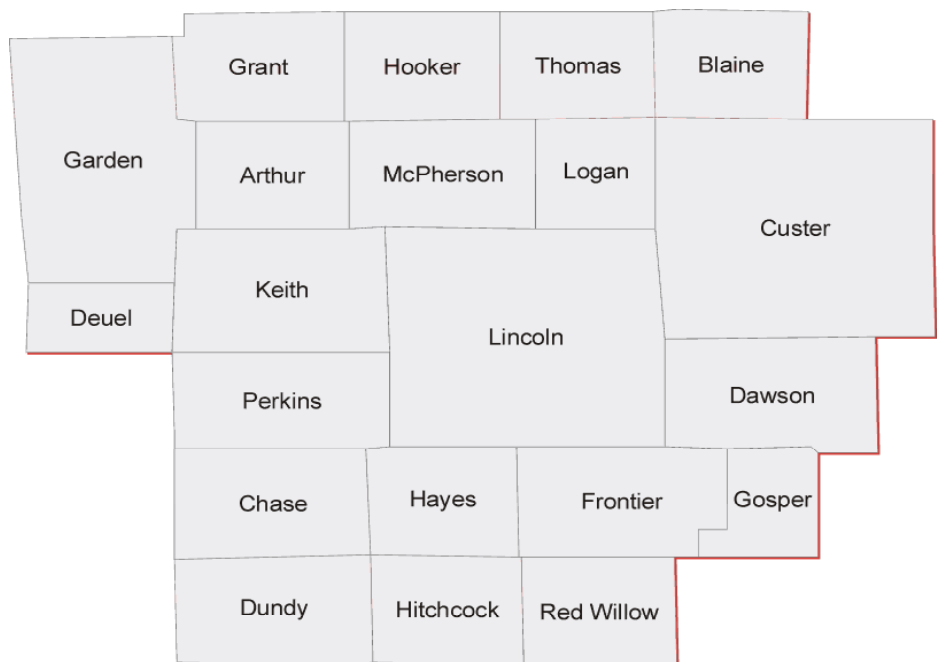 Grant
Hooker
Thomas
Blaine
Garden
Arthur
McPherson
Logan
Custer
Keith
Deuel
Lincoln
Perkins
Dawson
Chase
Hayes
Frontier
Gosper
Dundy
Hitchcock
Red Willow